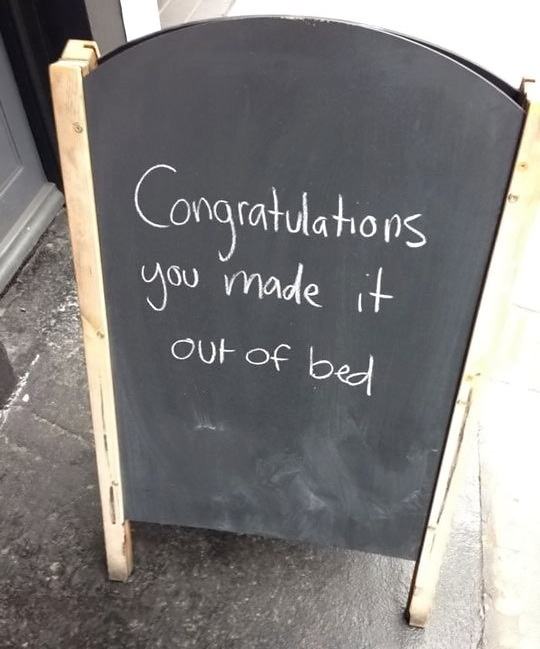 Congratulations
you made it
out of bed